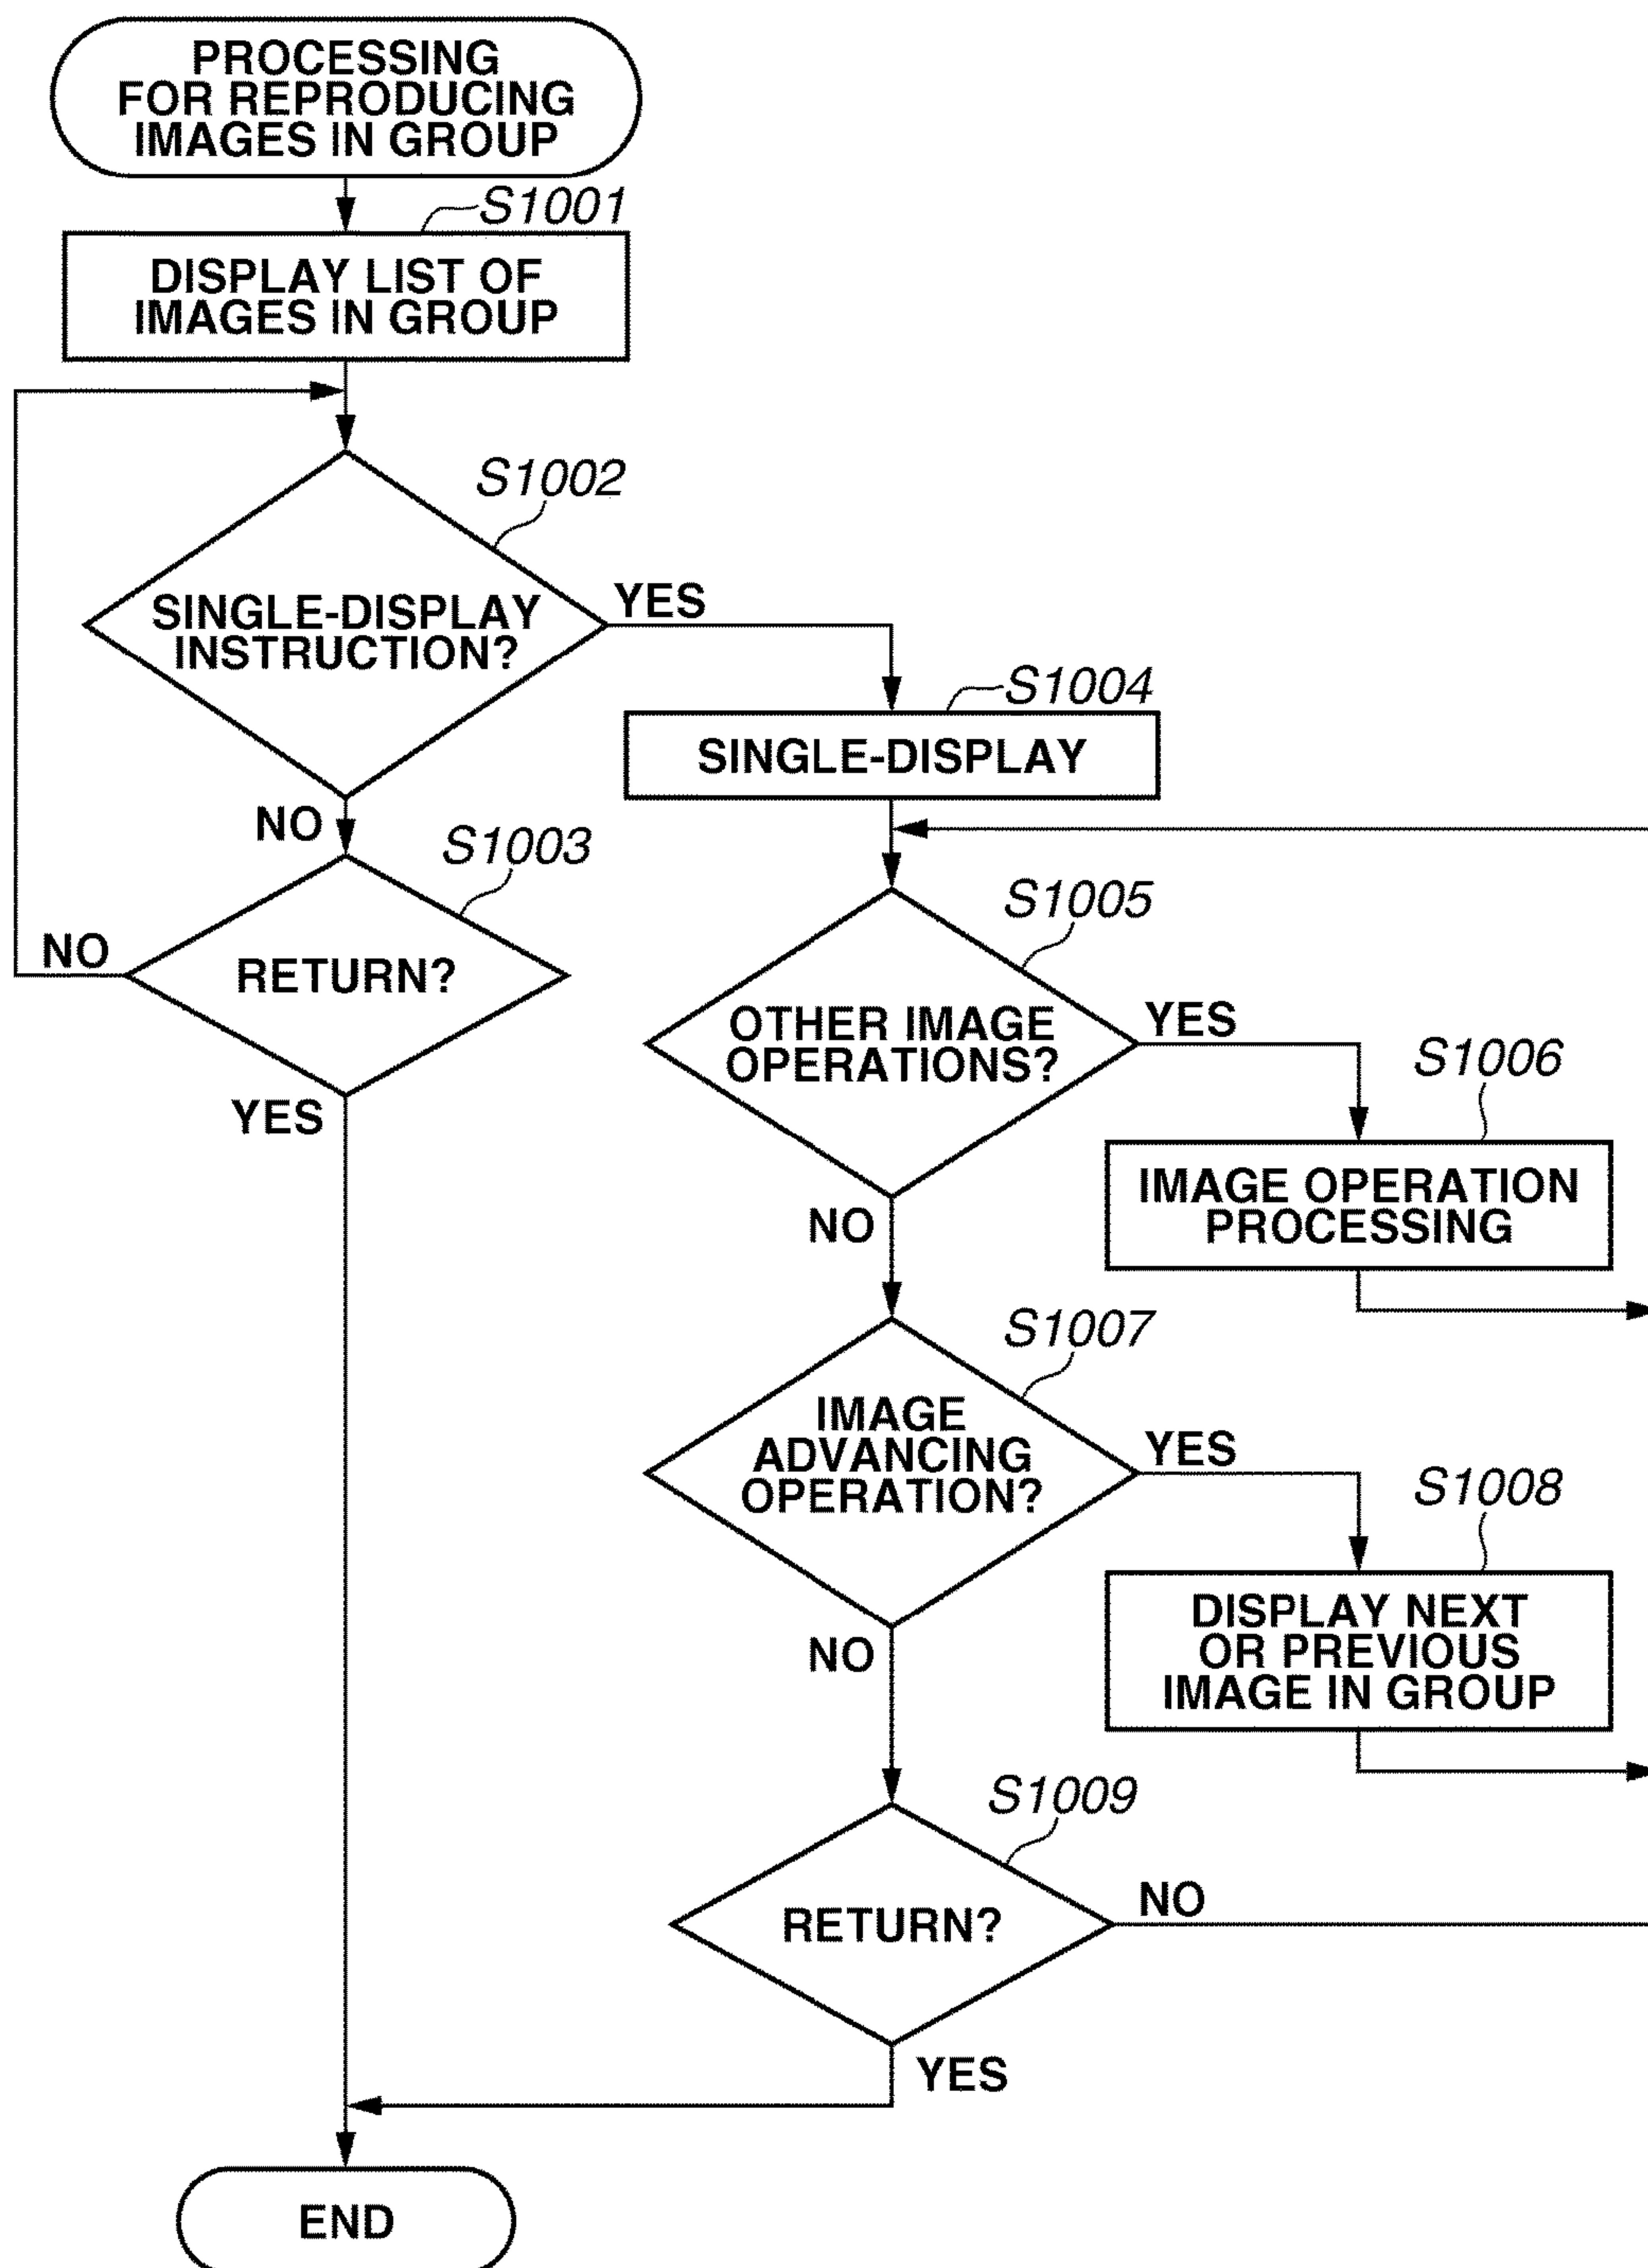 PROCESSING
FOR REPRODUCING
IMAGES IN GROUP
S1001
DISPLAY LIST OF
IMAGES IN GROUP
S1002
SINGLE-DISPLAY
INSTRUCTION?
YES
NO
S1004
SINGLE-DISPLAY
S1003
RETURN?
NO
YES
S1005
OTHER IMAGE
OPERATIONS?
YES
NO
S1006
IMAGE OPERATION
PROCESSING
S1007
IMAGE
ADVANCING
OPERATION?
YES
NO
S1008
DISPLAY NEXT
OR PREVIOUS
IMAGE IN GROUP
S1009
RETURN?
NO
YES
END